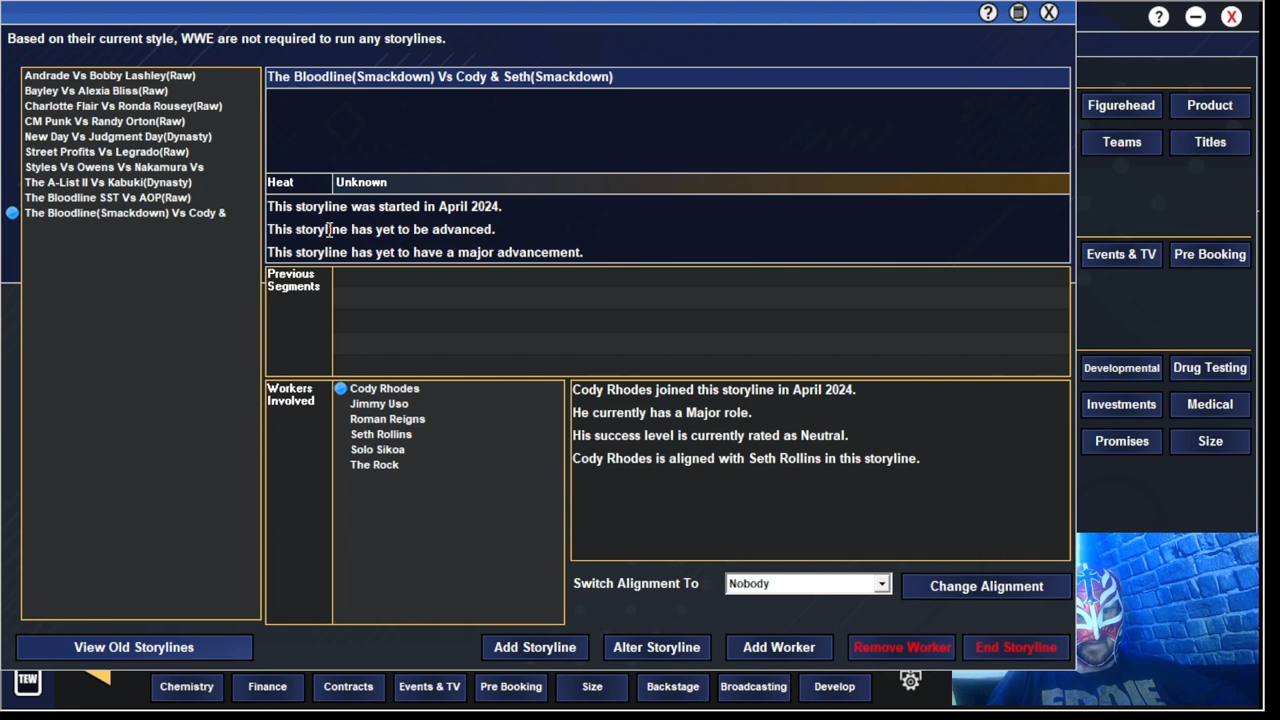 Based on their current style, WWE are not required to run any storylines.
Andrade Vs Bobby Lashley(Raw)
Bayley Vs Alexia Bliss(Raw)
Charlotte Flair Vs Ronda Rousey(Raw)
CM Punk Vs Randy Orton(Raw)
New Day Vs Judgment Day(Dynasty)
Street Profits Vs Legrado(Raw)
Styles Vs Owens Vs Nakamura Vs
The A-List II Vs Kabuki(Dynasty)
The Bloodline SST Vs AOP(Raw)
The Bloodline(Smackdown) Vs Cody &
The Bloodline(Smackdown) Vs Cody & Seth(Smackdown)
Heat Unknown
This storyline was started in April 2024.
This storyline has yet to be advanced.
This storyline has yet to have a major advancement.
Previous
Segments
Workers
Involved
Cody Rhodes
Jimmy Uso
Roman Reigns
Seth Rollins
Solo Sikoa
The Rock
Cody Rhodes joined this storyline in April 2024.
He currently has a Major role.
His success level is currently rated as Neutral.
Cody Rhodes is aligned with Seth Rollins in this storyline.
Switch Alignment To Nobody Change Alignment
View Old Storylines Add Storyline Alter Storyline Add Worker Remove Worker End Storyline
Figurehead Product
Teams Titles
Events & TV Pre Booking
Developmental Drug Testing
Investments Medical
Promises Size
TEW Chemistry Finance Contracts Events & TV Pre Booking Size Backstage Broadcasting Develop
EDDIE